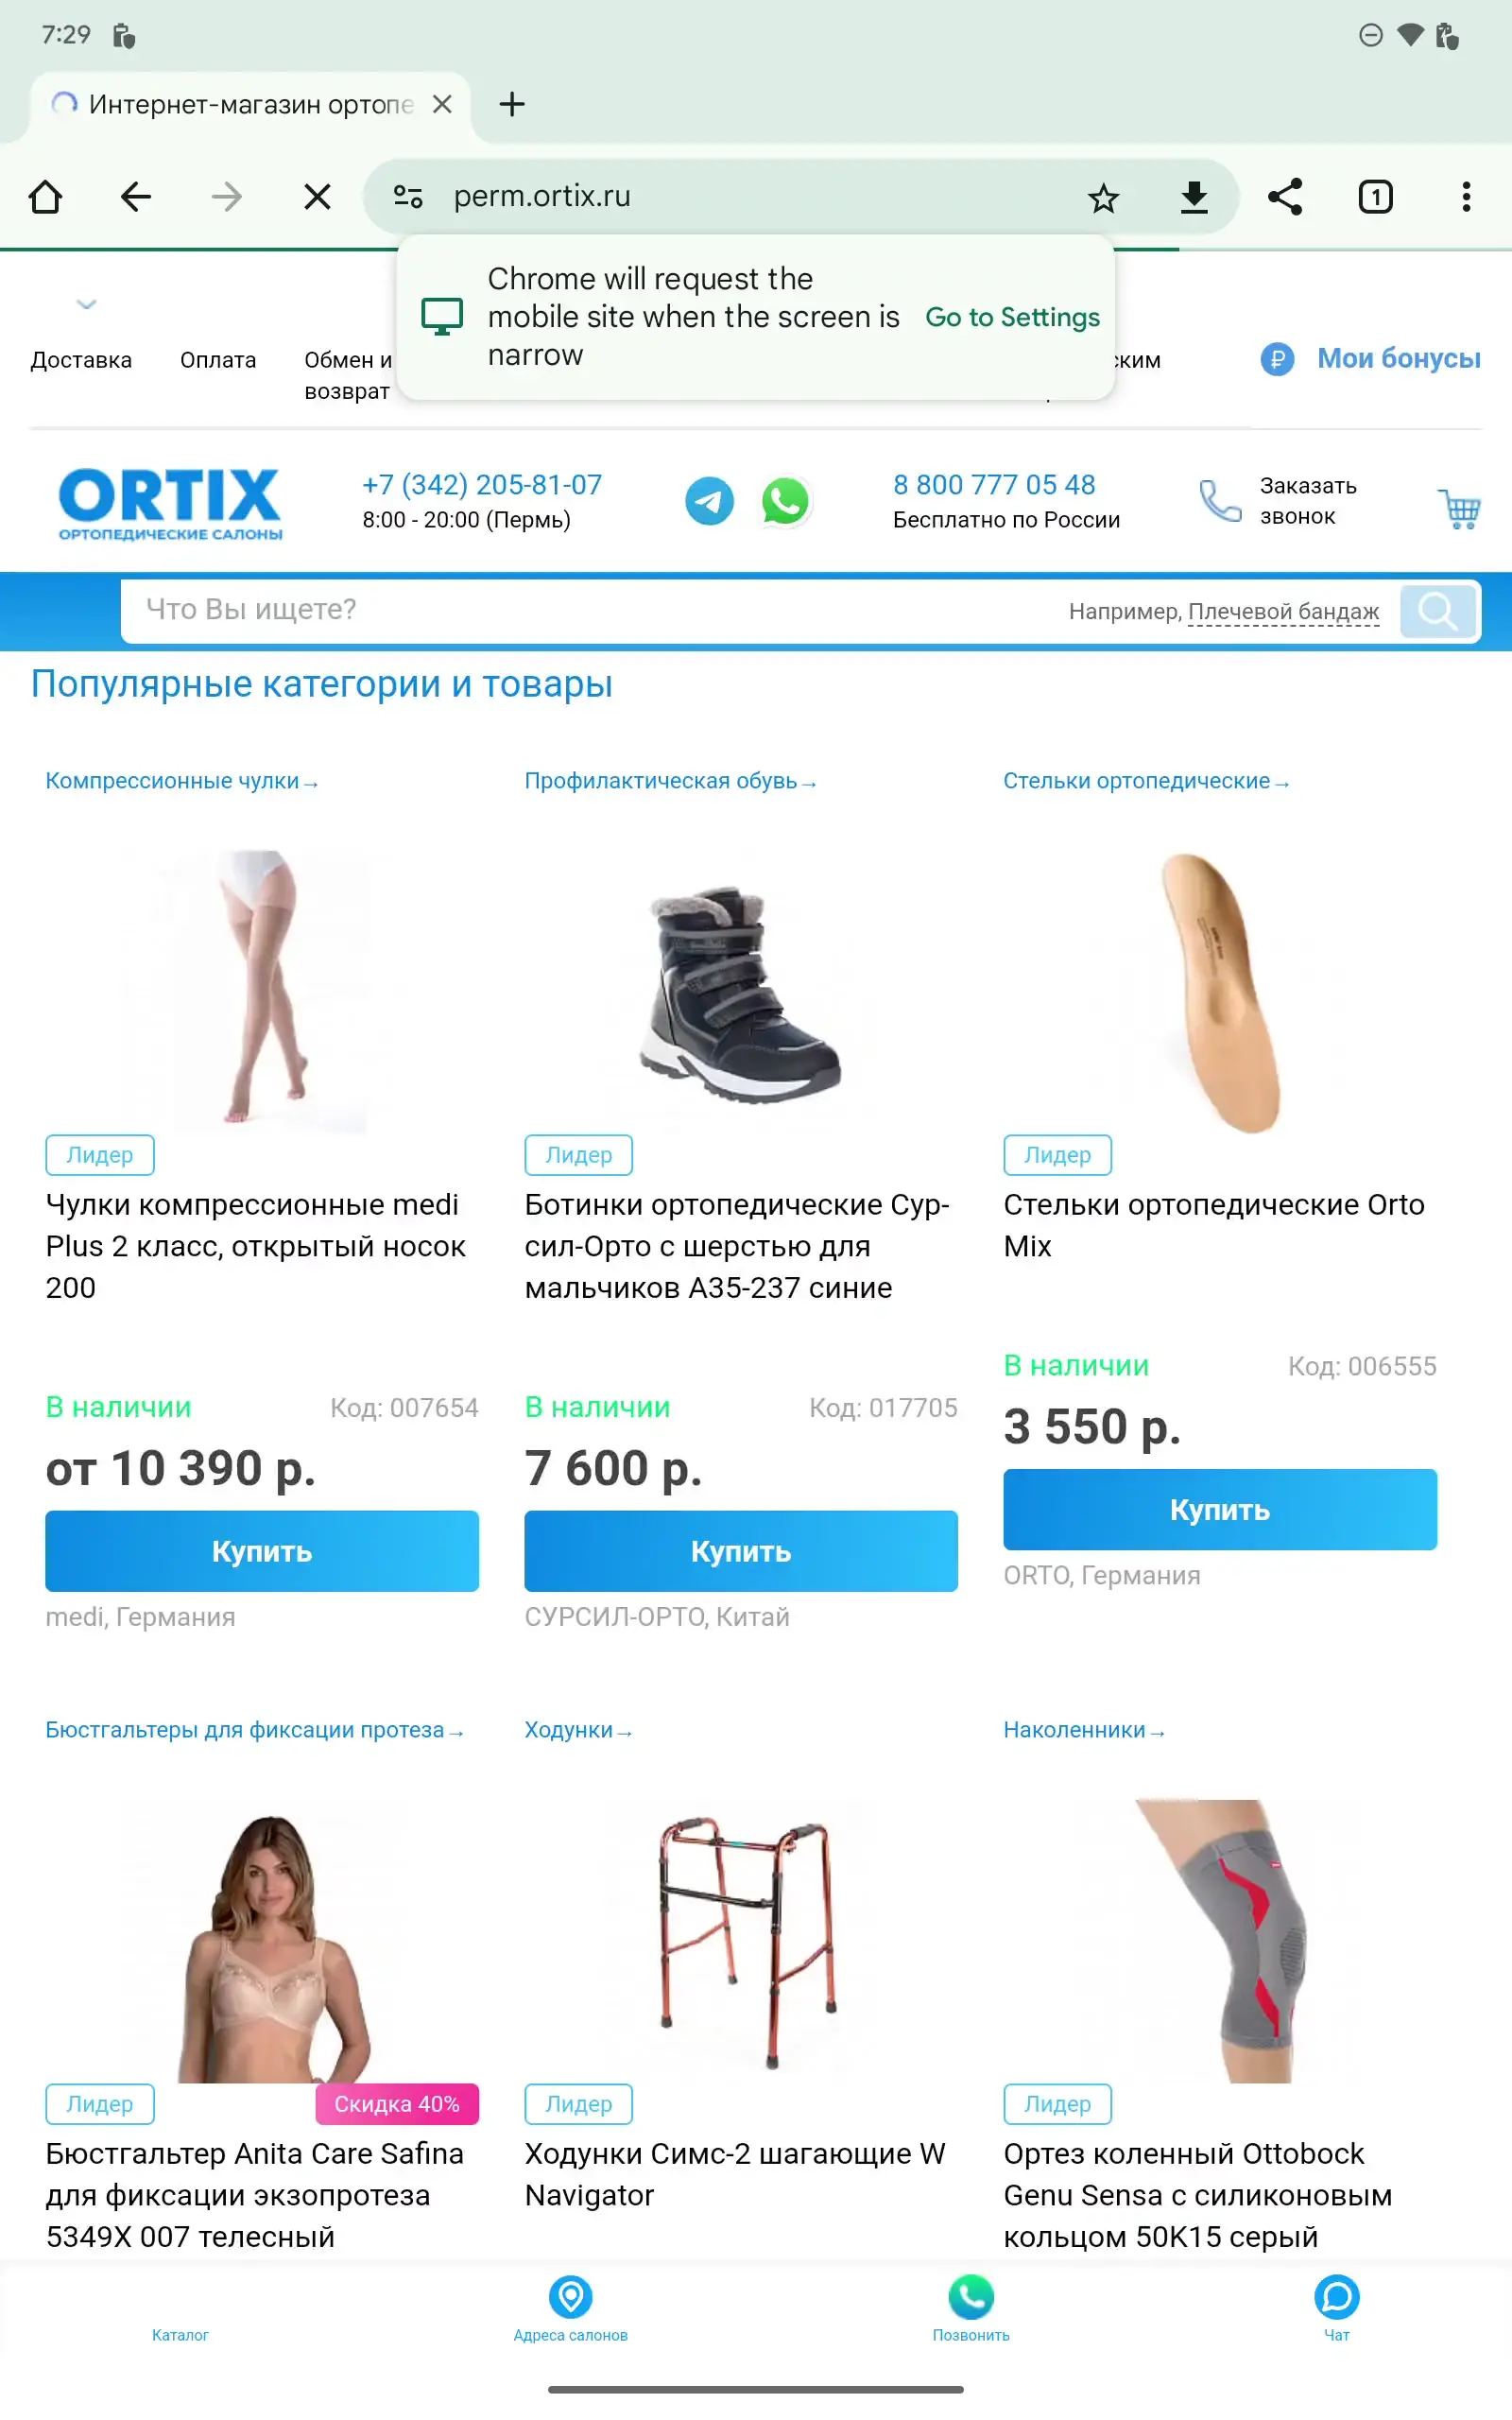 7:29
Интернет-магазин ортопе
perm.ortix.ru
1
Chrome will request the
mobile site when the screen is
narrow
Go to Settings
Доставка
Оплата
Обмен и
возврат
ским
Мои бонусы
ORTIX
ОРТОПЕДИЧЕСКИЕ САЛОНЫ
+7 (342) 205-81-07
8:00 - 20:00 (Пермь)
8 800 777 05 48
Бесплатно по России
Заказать
звонок
Что Вы ищете?
Например, Плечевой бандаж
Популярные категории и товары
Компрессионные чулки→
Профилактическая обувь→
Стельки ортопедические→
Лидер
Лидер
Лидер
Чулки компрессионные medi
Plus 2 класс, открытый носок
200
Ботинки ортопедические Сур-
сил-Орто с шерстью для
мальчиков А35-237 синие
Стельки ортопедические Orto
Mix
В наличии
Код: 007654
В наличии
Код: 017705
В наличии
Код: 006555
от 10 390 р.
7 600 р.
3 550 р.
Купить
Купить
Купить
medi, Германия
СУРСИЛ-ОРТО, Китай
ORTO, Германия
Бюстгальтеры для фиксации протеза→
Ходунки→
Наколенники→
Лидер
Скидка 40%
Лидер
Лидер
Бюстгальтер Anita Care Safina
для фиксации экзопротеза
5349X 007 телесный
Ходунки Симс-2 шагающие W
Navigator
Ортез коленный Ottobock
Genu Sensa с силиконовым
кольцом 50K15 серый
Каталог
Адреса салонов
Позвонить
Чат